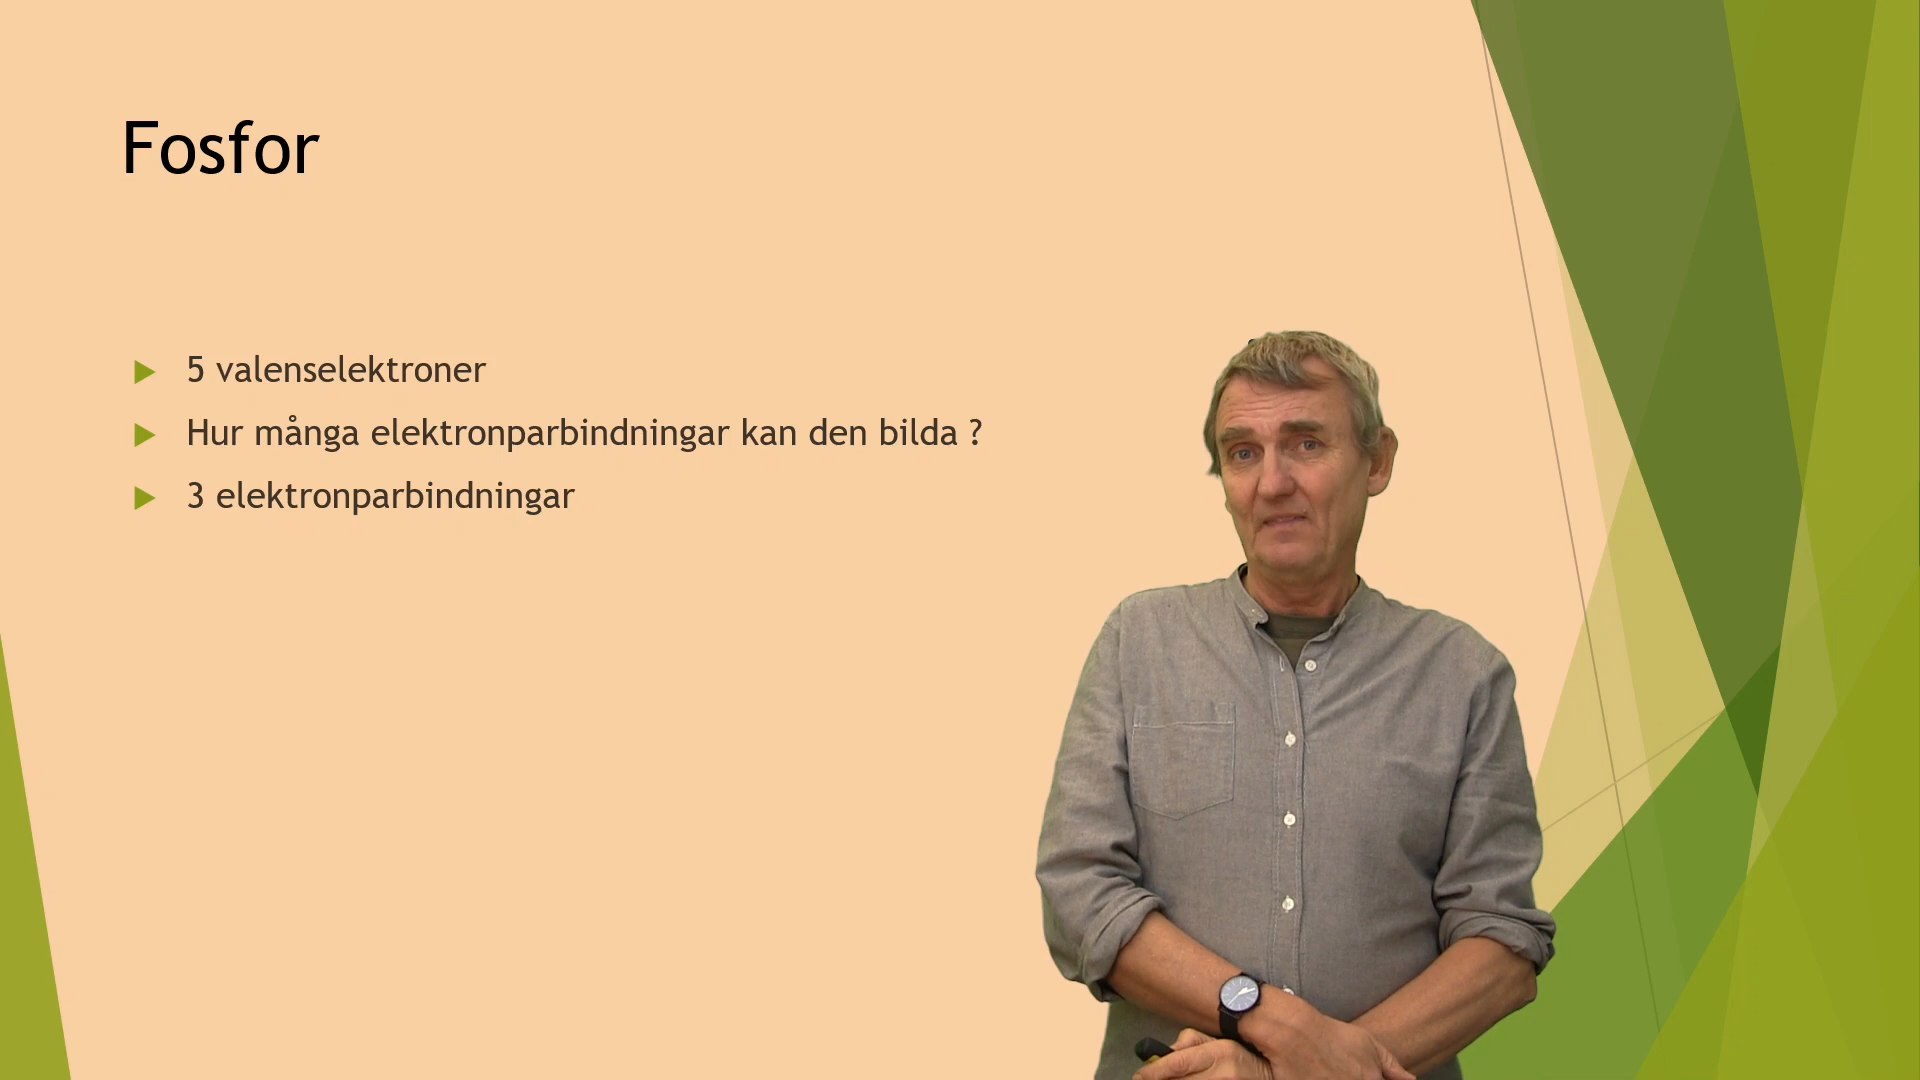 Fosfor
5 valenselektroner
Hur många elektronparbindningar kan den bilda ?
3 elektronparbindningar